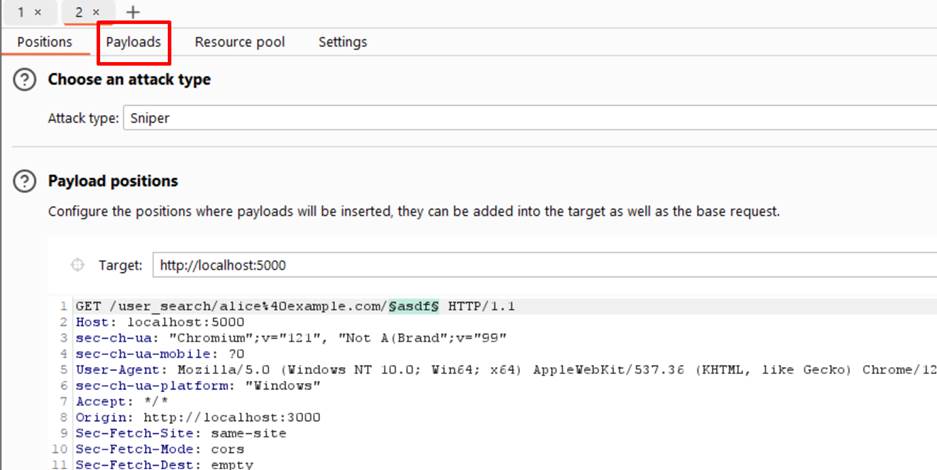 1 × 2 × +
Positions Payloads Resource pool Settings
? Choose an attack type
Attack type: Sniper
? Payload positions
Configure the positions where payloads will be inserted, they can be added into the target as well as the base request.
Target: http://localhost:5000
1 GET /user_search/alice%40example.com/§asdf§ HTTP/1.1
2 Host: localhost:5000
3 sec-ch-ua: "Chromium";v="121", "Not A(Brand";v="99"
4 sec-ch-ua-mobile: ?0
5 User-Agent: Mozilla/5.0 (Windows NT 10.0; Win64; x64) AppleWebKit/537.36 (KHTML, like Gecko) Chrome/12
6 sec-ch-ua-platform: "Windows"
7 Accept: */*
8 Origin: http://localhost:3000
9 Sec-Fetch-Site: same-site
10 Sec-Fetch-Mode: cors
11 Sec-Fetch-Dest: empty